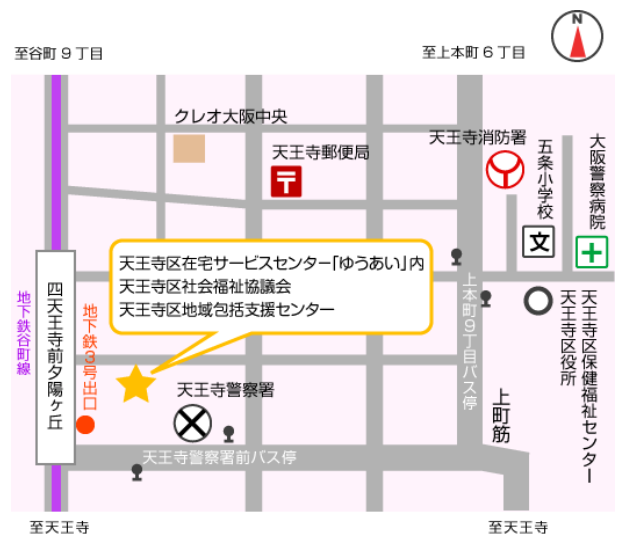 N
至谷町9丁目
至上本町6丁目
クレオ大阪中央
天王寺消防署
天王寺郵便局
五条小学校
大阪警察病院
文
天王寺区在宅サービスセンター「ゆうあい」内
天王寺区社会福祉協議会
天王寺区地域包括支援センター
地下鉄谷町線
四天王寺前夕陽ヶ丘
地下鉄3号出口
上本町9丁目バス停
天王寺区保健福祉センター
天王寺区役所
天王寺警察署
上町筋
天王寺警察署前バス停
至天王寺
至天王寺